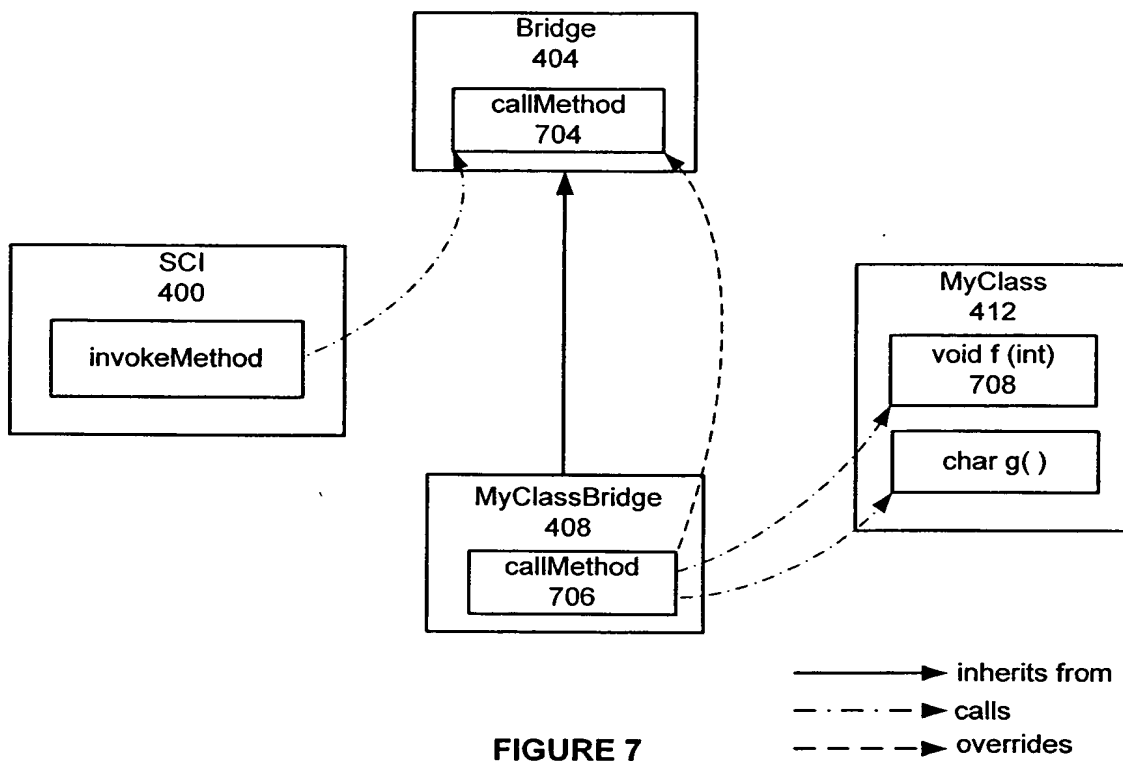 Bridge
404
callMethod
704
SCI
400
invokeMethod
MyClass
412
void f (int)
708
char g( )
MyClassBridge
408
callMethod
706
inherits from
calls
overrides
FIGURE 7